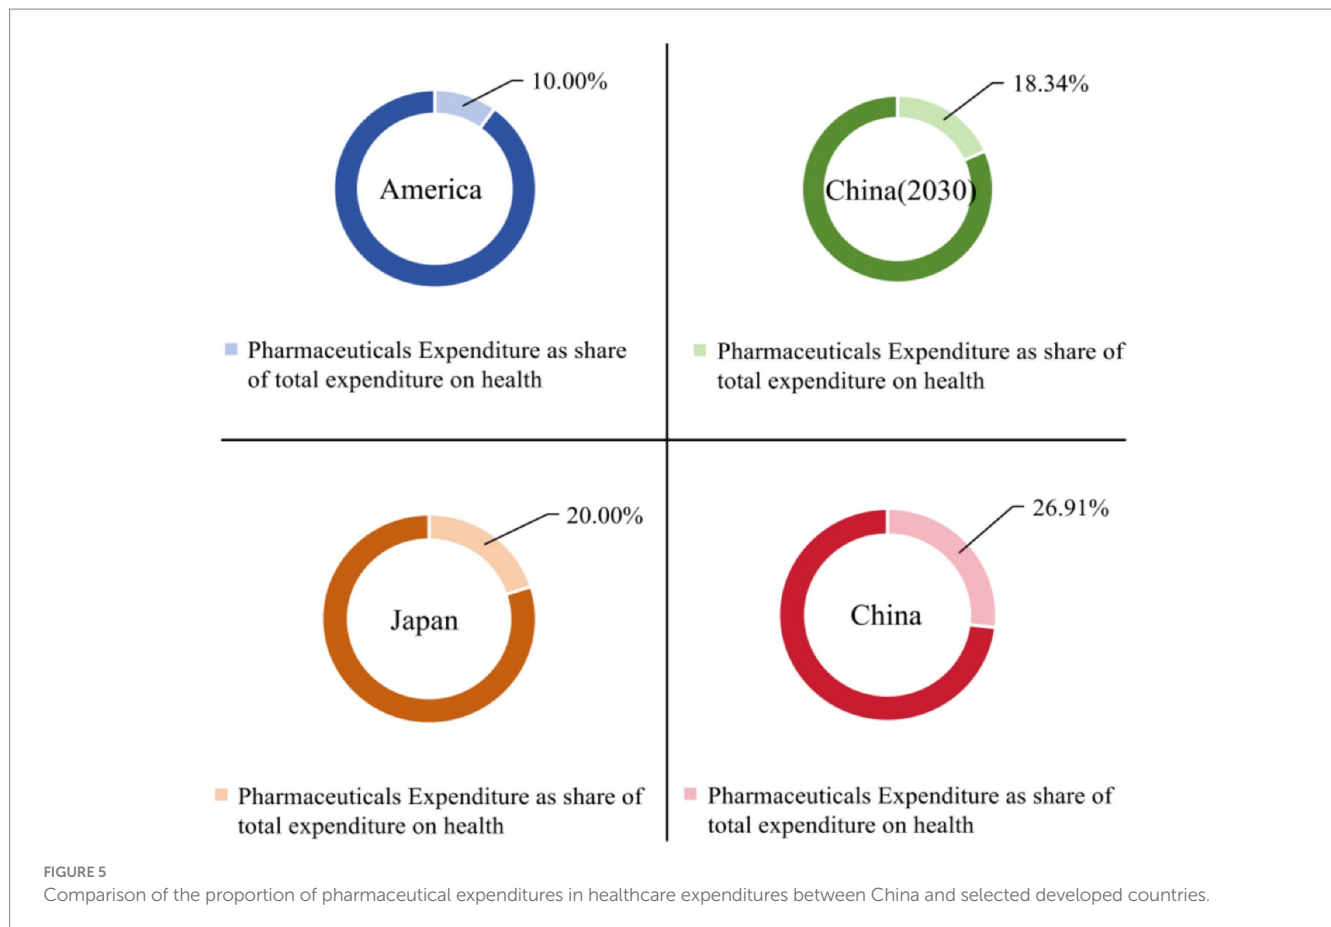 10.00%
America
Pharmaceuticals Expenditure as share
of total expenditure on health
18.34%
China(2030)
Pharmaceuticals Expenditure as share of
total expenditure on health
20.00%
Japan
Pharmaceuticals Expenditure as share of
total expenditure on health
26.91%
China
Pharmaceuticals Expenditure as share of
total expenditure on health
FIGURE 5
Comparison of the proportion of pharmaceutical expenditures in healthcare expenditures between China and selected developed countries.